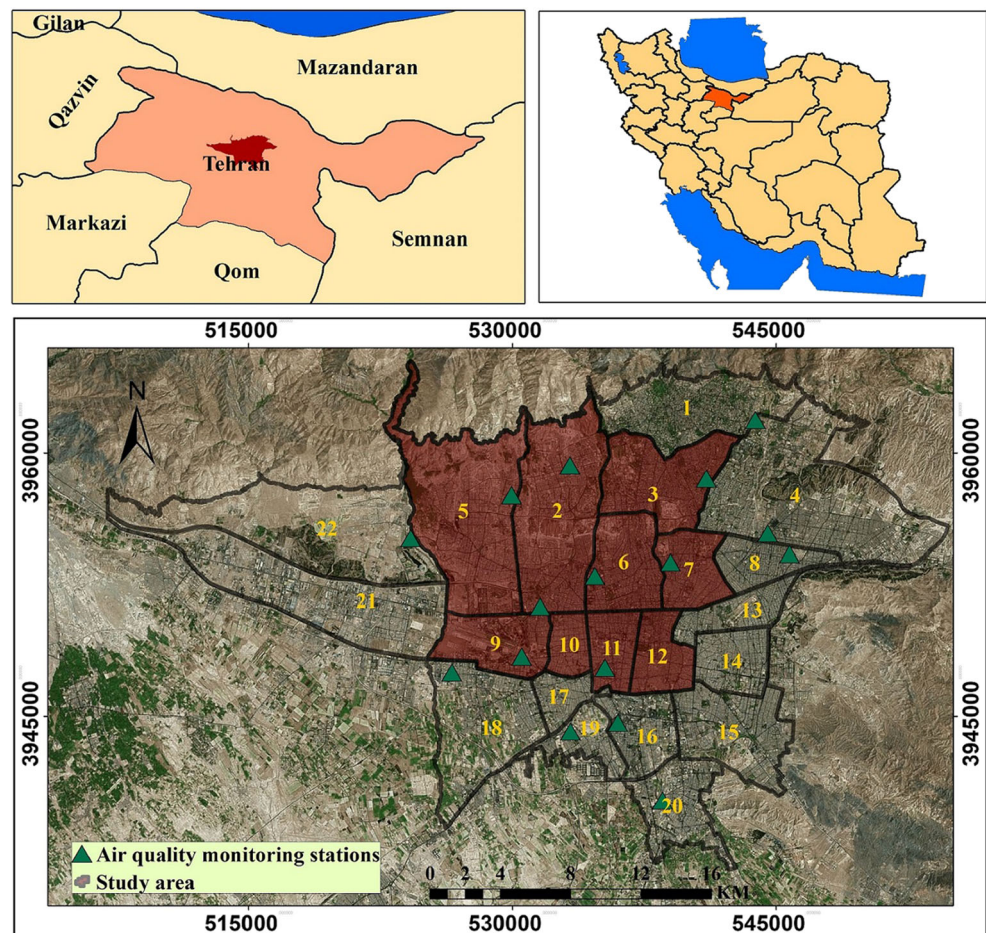 Gilan
Mazandaran
Qazvin
Tehran
Markazi
Semnan
Qom
515000 530000 545000
N
3960000 3960000
1
3
4
5 2
22
6
7 8
21
13
9 10 11 12
14
17
18 19 16 15
3945000 3945000
20
Air quality monitoring stations
Study area
0 2 4 8 12 16
KM
515000 530000 545000